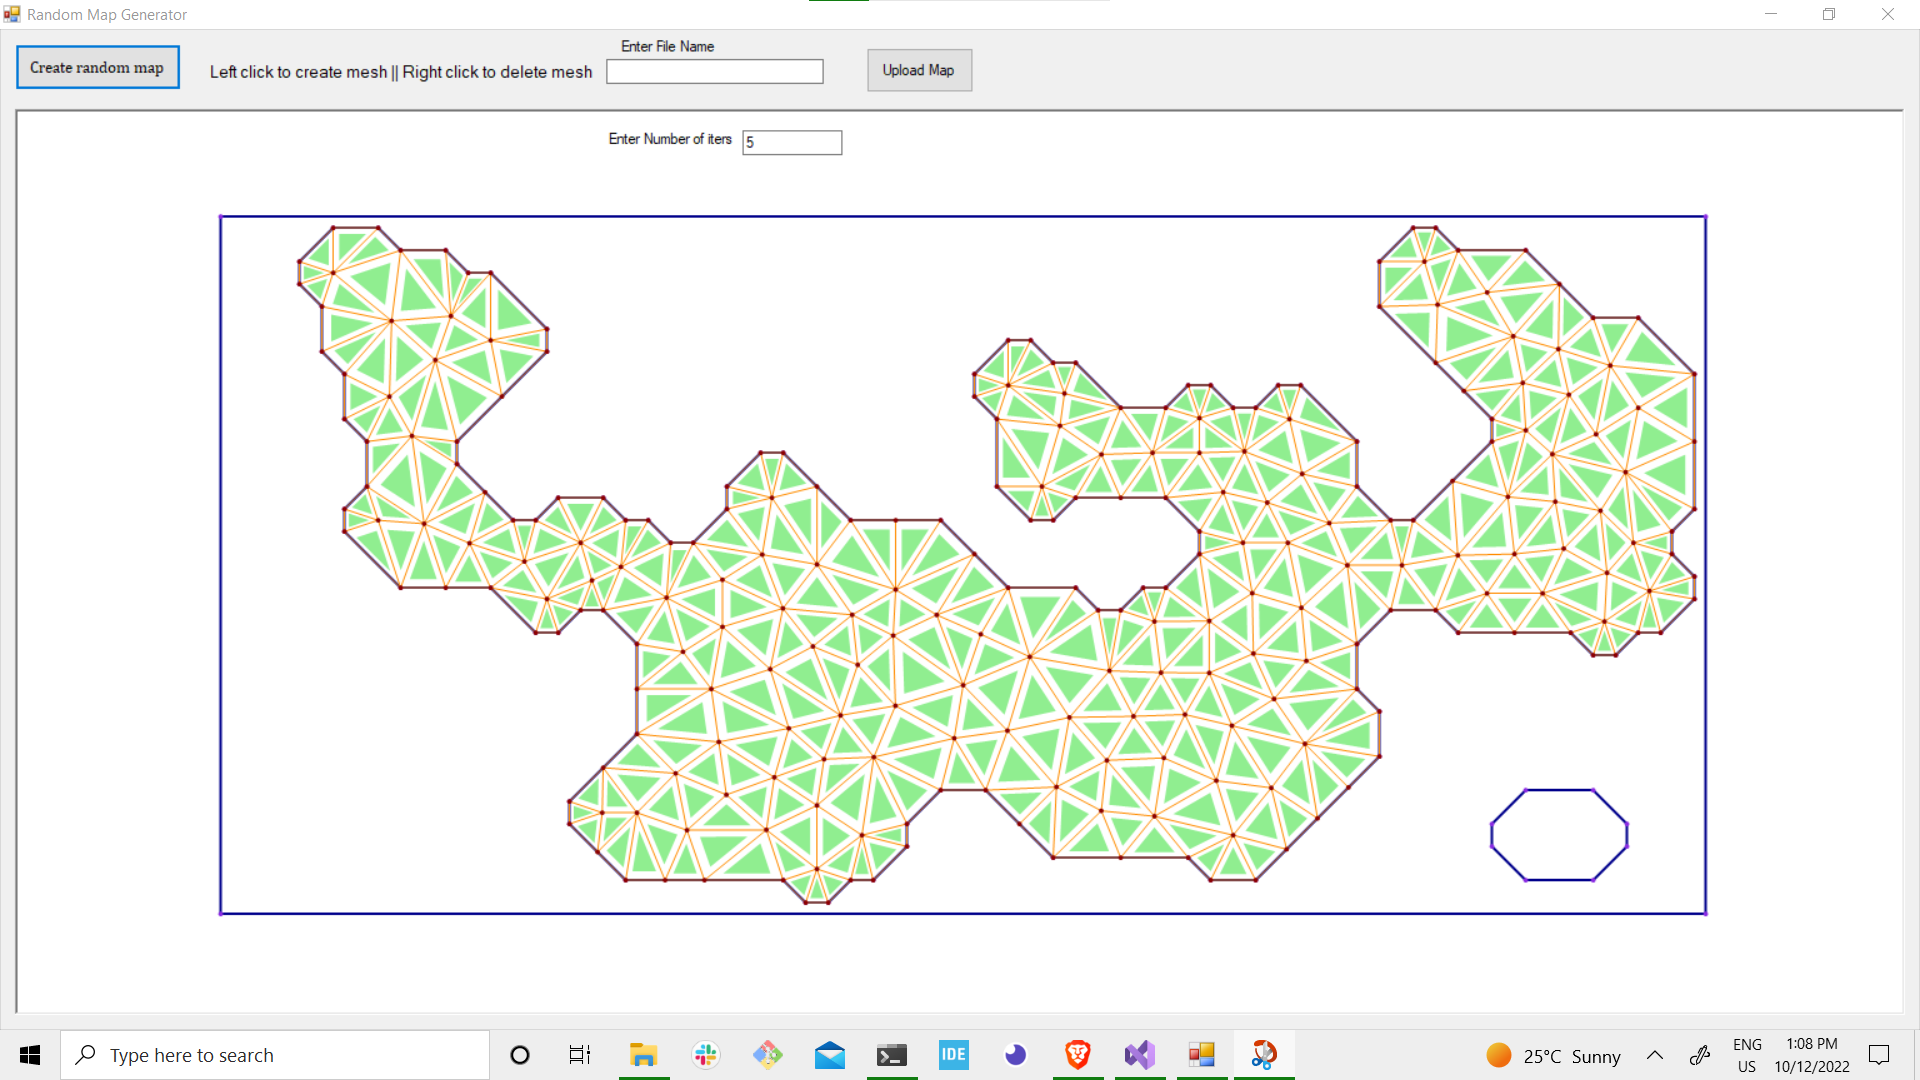 Random Map Generator
Create random map
Left click to create mesh || Right click to delete mesh
Enter File Name
Upload Map
Enter Number of iters
5
Type here to search
IDE
25°C Sunny
ENG
US
1:08 PM
10/12/2022